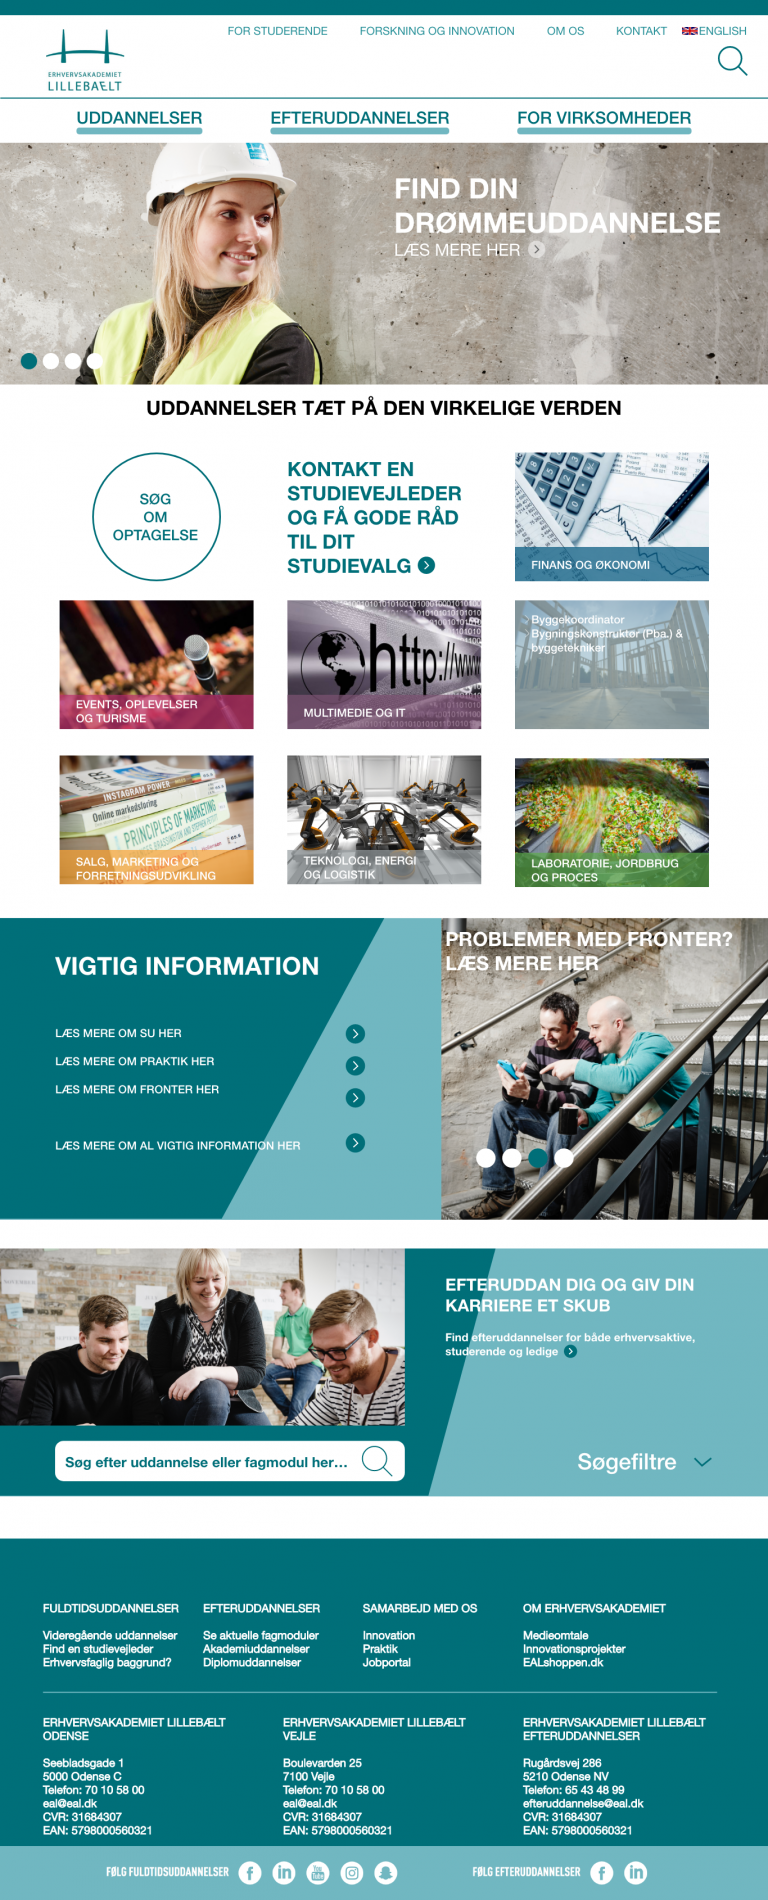 FOR STUDERENDE
FORSKNING OG INNOVATION
OM OS
KONTAKT
ENGLISH
ERHVERVSAKADEMIET
LILLEBAELT
UDDANNELSER
EFTERUDDANNELSER
FOR VIRKSOMHEDER
FIND DIN
DRØMMEUDDANNELSE
LÆS MERE HER
UDDANNELSER TÆT PÅ DEN VIRKELIGE VERDEN
SØG
OM
OPTAGELSE
KONTAKT EN
STUDIEVEJLEDER
OG FÅ GODE RÅD
TIL DIT
STUDIEVALG
FINANS OG ØKONOMI
EVENTS, OPLEVELSER
OG TURISME
http://www
MULTIMEDIE OG IT
Byggekoordinator
Bygningskonstruktør (Pba.) &
byggetekniker
INSTAGRAM POWER
Online markedsføring
PRINCIPLES OF MARKETING
SALG, MARKETING OG
FORRETNINGSUDVIKLING
TEKNOLOGI, ENERGI
OG LOGISTIK
LABORATORIE, JORDBRUG
OG PROCES
VIGTIG INFORMATION
LÆS MERE OM SU HER
LÆS MERE OM PRAKTIK HER
LÆS MERE OM FRONTER HER
LÆS MERE OM AL VIGTIG INFORMATION HER
PROBLEMER MED FRONTER?
LÆS MERE HER
EFTERUDDAN DIG OG GIV DIN
KARRIERE ET SKUB
Find efteruddannelser for både erhvervsaktive,
studerende og ledige
Søg efter uddannelse eller fagmodul her...
Søgefiltre
FULDTIDSUDDANNELSER
Videregående uddannelser
Find en studievejleder
Erhvervsfaglig baggrund?
EFTERUDDANNELSER
Se aktuelle fagmoduler
Akademiuddannelser
Diplomuddannelser
SAMARBEJD MED OS
Innovation
Praktik
Jobportal
OM ERHVERVSAKADEMIET
Medieomtale
Innovationsprojekter
EALshoppen.dk
ERHVERVSAKADEMIET LILLEBÆLT
ODENSE
Seebladsgade 1
5000 Odense C
Telefon: 70 10 58 00
eal@eal.dk
CVR: 31684307
EAN: 5798000560321
ERHVERVSAKADEMIET LILLEBÆLT
VEJLE
Boulevarden 25
7100 Vejle
Telefon: 70 10 58 00
eal@eal.dk
CVR: 31684307
EAN: 5798000560321
ERHVERVSAKADEMIET LILLEBÆLT
EFTERUDDANNELSER
Rugårdsvej 286
5210 Odense NV
Telefon: 65 43 48 99
efteruddannelse@eal.dk
CVR: 31684307
EAN: 5798000560321
FØLG FULDTIDSUDDANNELSER
FØLG EFTERUDDANNELSER